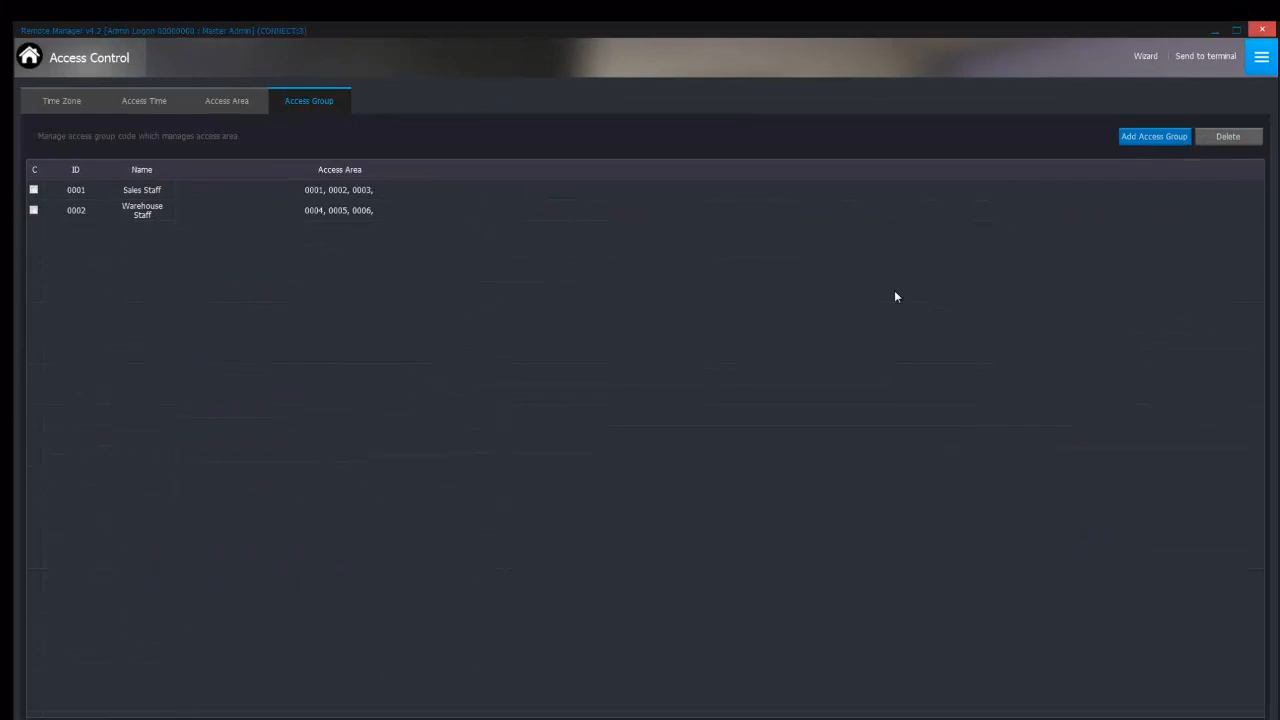 Remote Manager v4.2 [Admin Logon 00000000 : Master Admin] (CONNECT:3)
Access Control
Wizard | Send to terminal
Time Zone Access Time Access Area Access Group
Manage access group code which manages access area
Add Access Group Delete
C ID Name Access Area
0001 Sales Staff 0001, 0002, 0003,
0002 Warehouse Staff 0004, 0005, 0006,